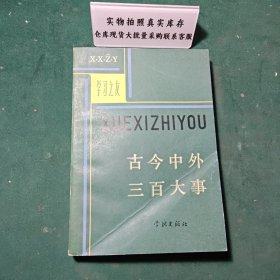 实物拍照真实库存
仓库现货大批量采购联系客服
X·X·Z·Y
学习之友
XUEXIZHIYOU
古今中外
三百大事
学林出版社